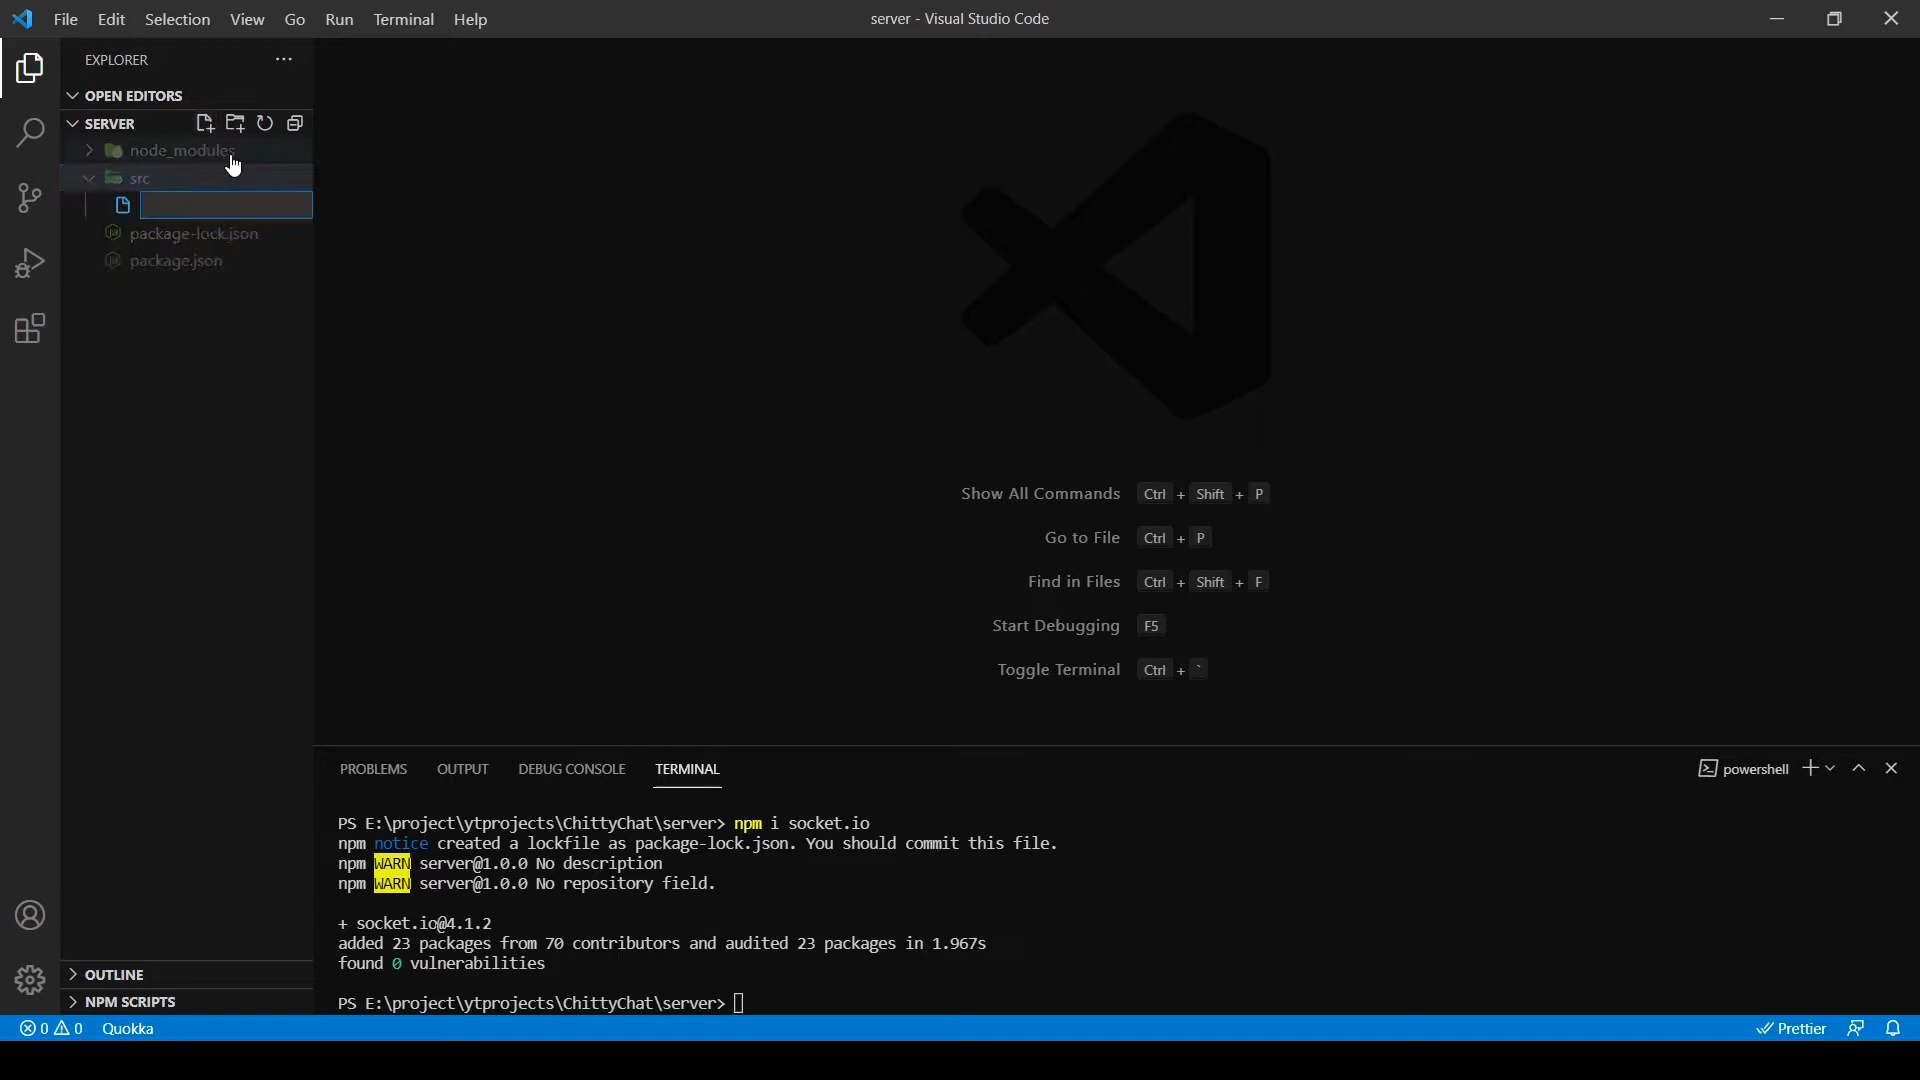 File Edit Selection View Go Run Terminal Help
server - Visual Studio Code
EXPLORER
OPEN EDITORS
SERVER
node_modules
src
package-lock.json
package.json
OUTLINE
NPM SCRIPTS
Show All Commands Ctrl + Shift + P
Go to File Ctrl + P
Find in Files Ctrl + Shift + F
Start Debugging F5
Toggle Terminal Ctrl + `
PROBLEMS OUTPUT DEBUG CONSOLE TERMINAL
powershell
PS E:\project\ytprojects\ChittyChat\server> npm i socket.io
npm notice created a lockfile as package-lock.json. You should commit this file.
npm WARN server@1.0.0 No description
npm WARN server@1.0.0 No repository field.
+ socket.io@4.1.2
added 23 packages from 70 contributors and audited 23 packages in 1.967s
found 0 vulnerabilities
PS E:\project\ytprojects\ChittyChat\server>
0 0 Quokka
Prettier